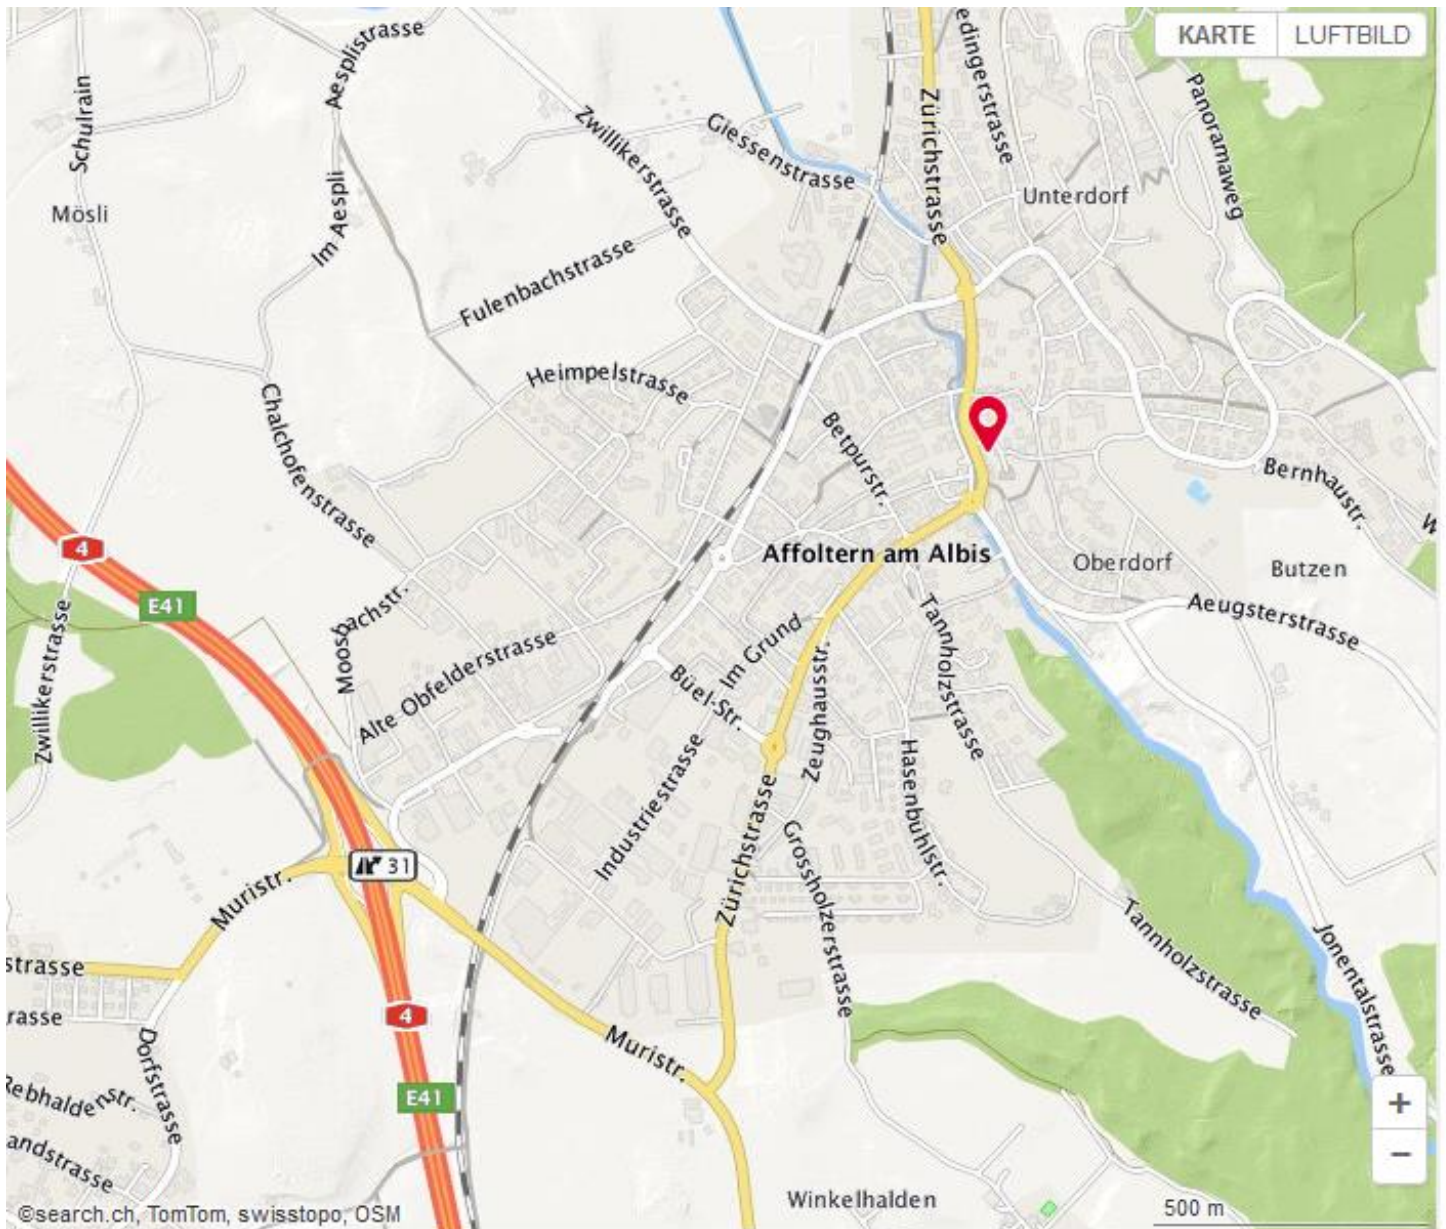 KARTE LUFTBILD
Aesplistrasse
edingerstrasse
Schulrain
Zwillikerstrasse
Giessenstrasse
Zürichstrasse
Panoramaweg
Unterdorf
Mösli
Im Aespli
Fulenbachstrasse
Heimpelstrasse
Chalchofenstrasse
Betpurstr.
Bernhaustr.
W
4
Affoltern am Albis
Oberdorf
Butzen
E41
Moosbachstr.
Aeugsterstrasse
Zwillikerstrasse
Alte Obfelderstrasse
Im Grund
Büel-Str.
Zeughansstr.
Tannholzstrasse
Hasenbühlstr.
Industriestrasse
Zürichstrasse
Grossholzerstrasse
31
Muristr.
Tannholzstrasse
Jonentalstrasse
strasse
rasse
4
Dorfstrasse
Muristr.
Rebhaldenstr.
E41
andstrasse
+
−
Winkelhalden
500 m
©search.ch, TomTom, swisstopo, OSM